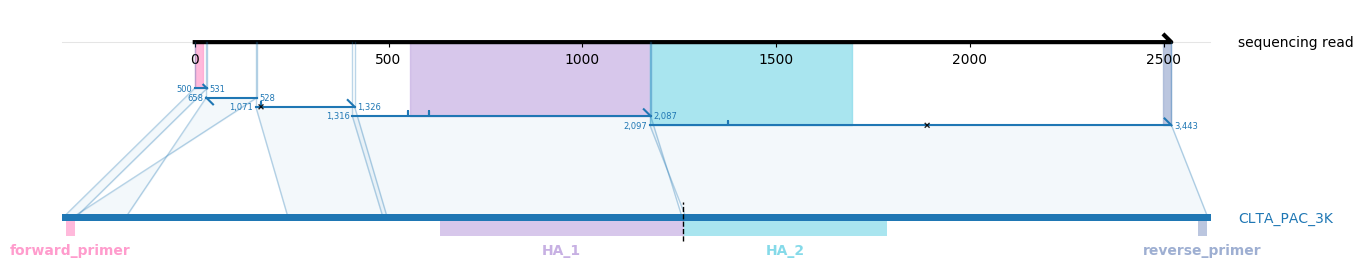 sequencing read
0 500 1000 1500 2000 2500
500 531
658 528
1,071 1,326
1,316 2,087
2,097 3,443
CLTA_PAC_3K
forward_primer HA_1 HA_2 reverse_primer